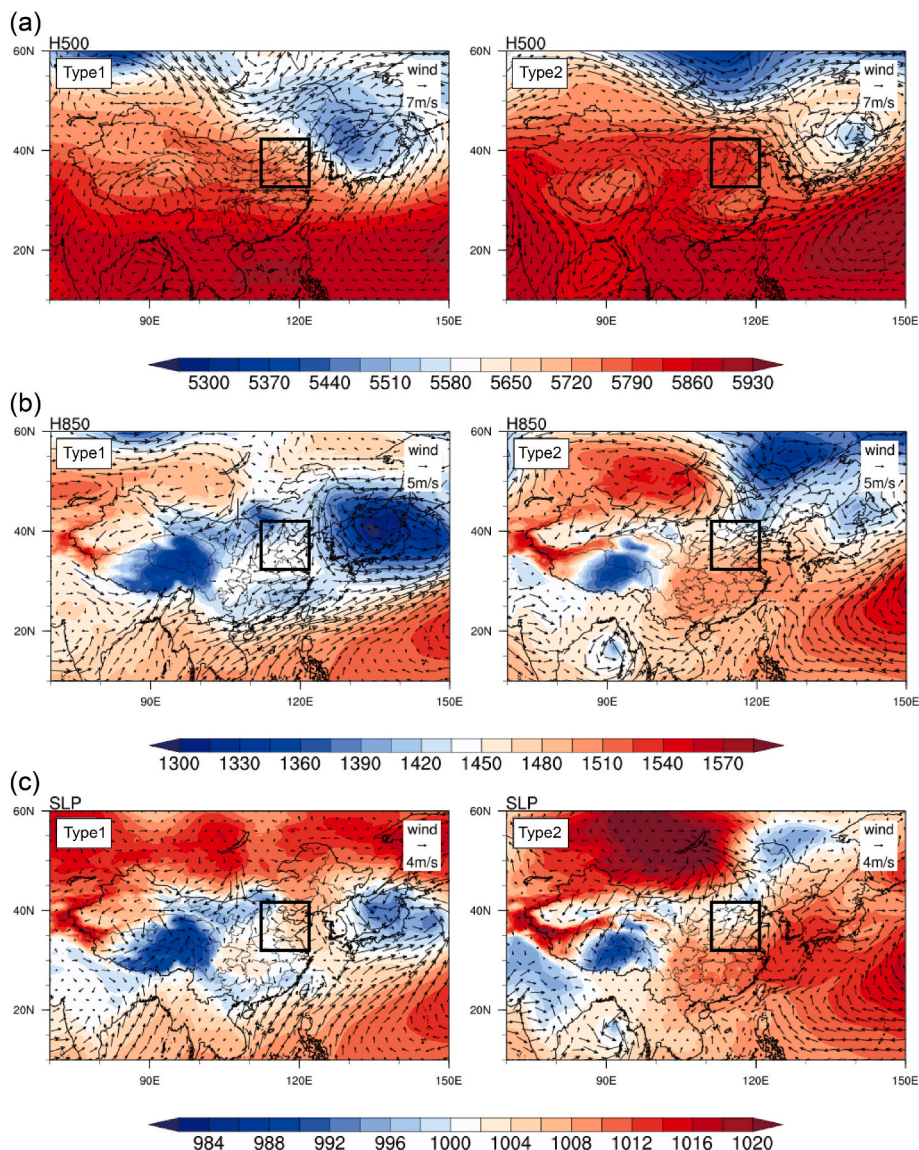 (a)
H500 H500
Type1 wind 7m/s Type2 wind 7m/s
60N 60N
40N 40N
20N 20N
90E 120E 150E 90E 120E 150E
5300 5370 5440 5510 5580 5650 5720 5790 5860 5930
(b)
H850 H850
Type1 wind 5m/s Type2 wind 5m/s
60N 60N
40N 40N
20N 20N
90E 120E 150E 90E 120E 150E
1300 1330 1360 1390 1420 1450 1480 1510 1540 1570
(c)
SLP SLP
Type1 wind 4m/s Type2 wind 4m/s
60N 60N
40N 40N
20N 20N
90E 120E 150E 90E 120E 150E
984 988 992 996 1000 1004 1008 1012 1016 1020